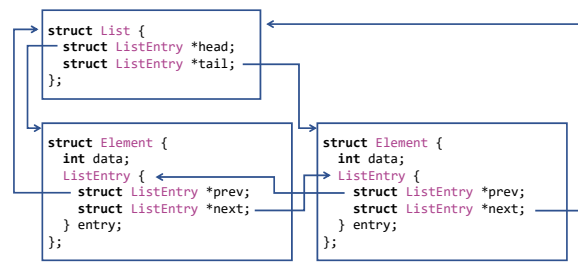 struct List {
  struct ListEntry *head;
  struct ListEntry *tail;
};
struct Element {
  int data;
  ListEntry {
    struct ListEntry *prev;
    struct ListEntry *next;
  } entry;
};
struct Element {
  int data;
  ListEntry {
    struct ListEntry *prev;
    struct ListEntry *next;
  } entry;
};